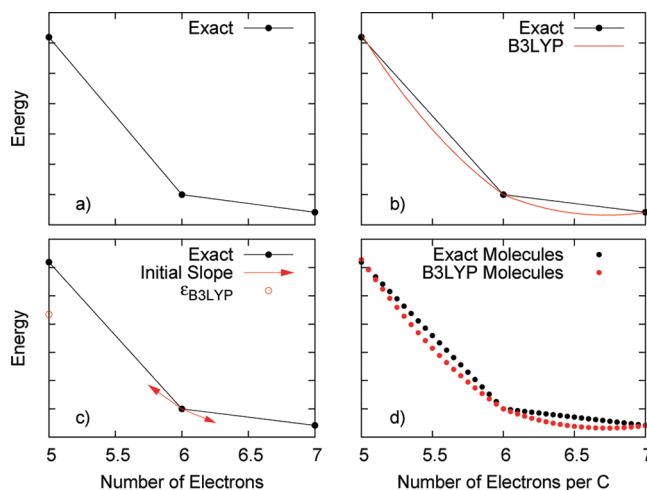 Exact
Energy
a)
Exact
B3LYP
b)
Exact
Initial Slope
εB3LYP
Energy
c)
5 5.5 6 6.5 7
Number of Electrons
Exact Molecules
B3LYP Molecules
d)
5 5.5 6 6.5 7
Number of Electrons per C